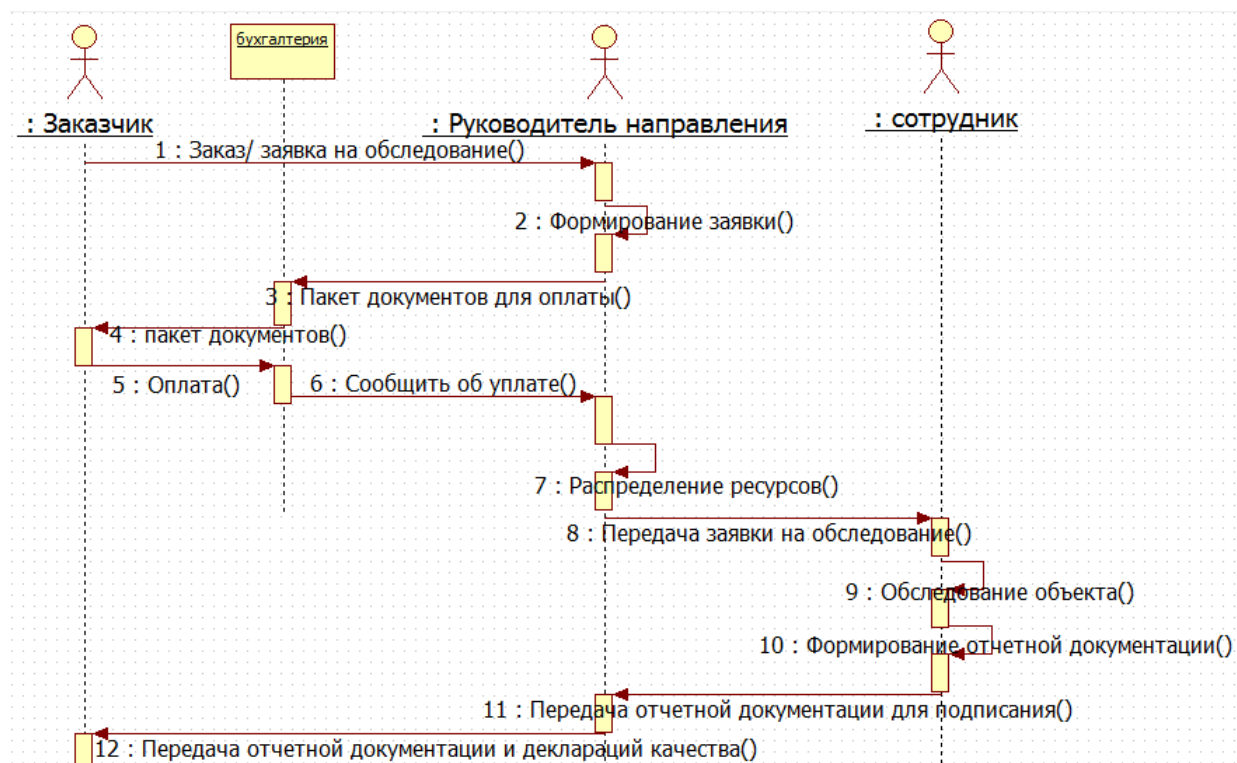 бухгалтерия
: Заказчик
: Руководитель направления
: сотрудник
1 : Заказ/ заявка на обследование()
2 : Формирование заявки()
3 : Пакет документов для оплаты()
4 : пакет документов()
5 : Оплата()
6 : Сообщить об уплате()
7 : Распределение ресурсов()
8 : Передача заявки на обследование()
9 : Обследование объекта()
10 : Формирование отчетной документации()
11 : Передача отчетной документации для подписания()
12 : Передача отчетной документации и деклараций качества()